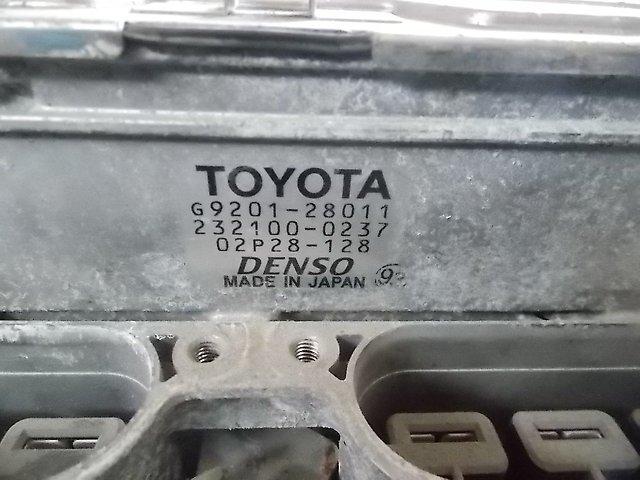 TOYOTA
G9201-28011
232100-0237
02P28-128
DENSO
MADE IN JAPAN